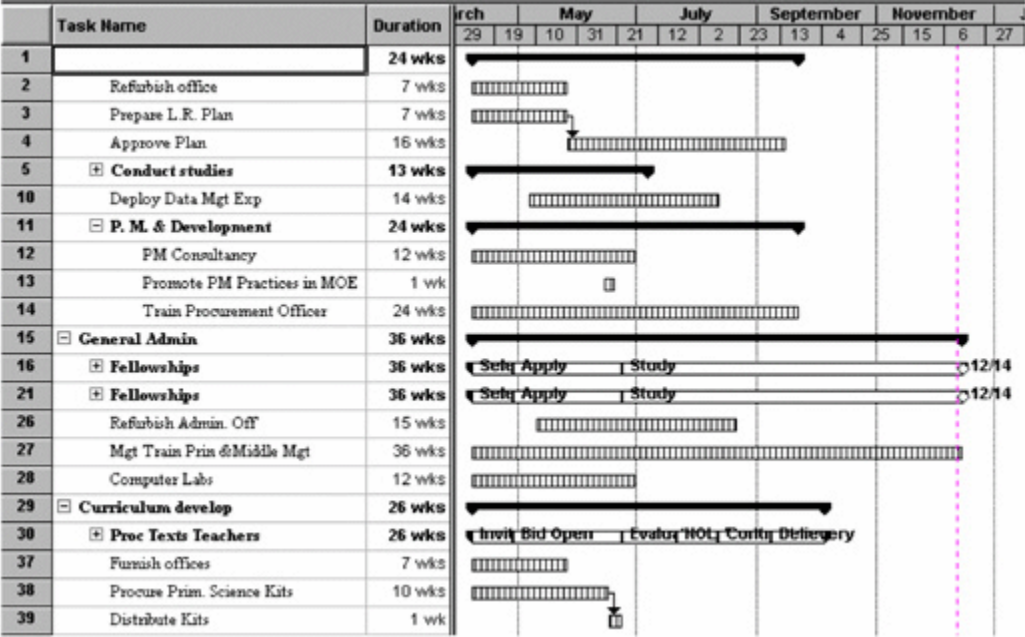 Task Name Duration rch May July September November J
29 19 10 31 21 12 2 23 13 4 25 15 6 27
1 24 wks
2 Refurbish office 7 wks
3 Prepare L.R. Plan 7 wks
4 Approve Plan 16 wks
5 Conduct studies 13 wks
10 Deploy Data Mgt Exp 14 wks
11 P. M. & Development 24 wks
12 PM Consultancy 12 wks
13 Promote PM Practices in MOE 1 wk
14 Train Procurement Officer 24 wks
15 General Admin 36 wks
16 Fellowships 36 wks Sele Apply Study 12/14
21 Fellowships 36 wks Sele Apply Study 12/14
26 Refurbish Admin. Off 15 wks
27 Mgt Train Prin &Middle Mgt 36 wks
28 Computer Labs 12 wks
29 Curriculum develop 26 wks
30 Proc Texts Teachers 26 wks Invit Bid Open Evalu 'NOL Contr Delievery
37 Furnish offices 7 wks
38 Procure Prim. Science Kits 10 wks
39 Distribute Kits 1 wk